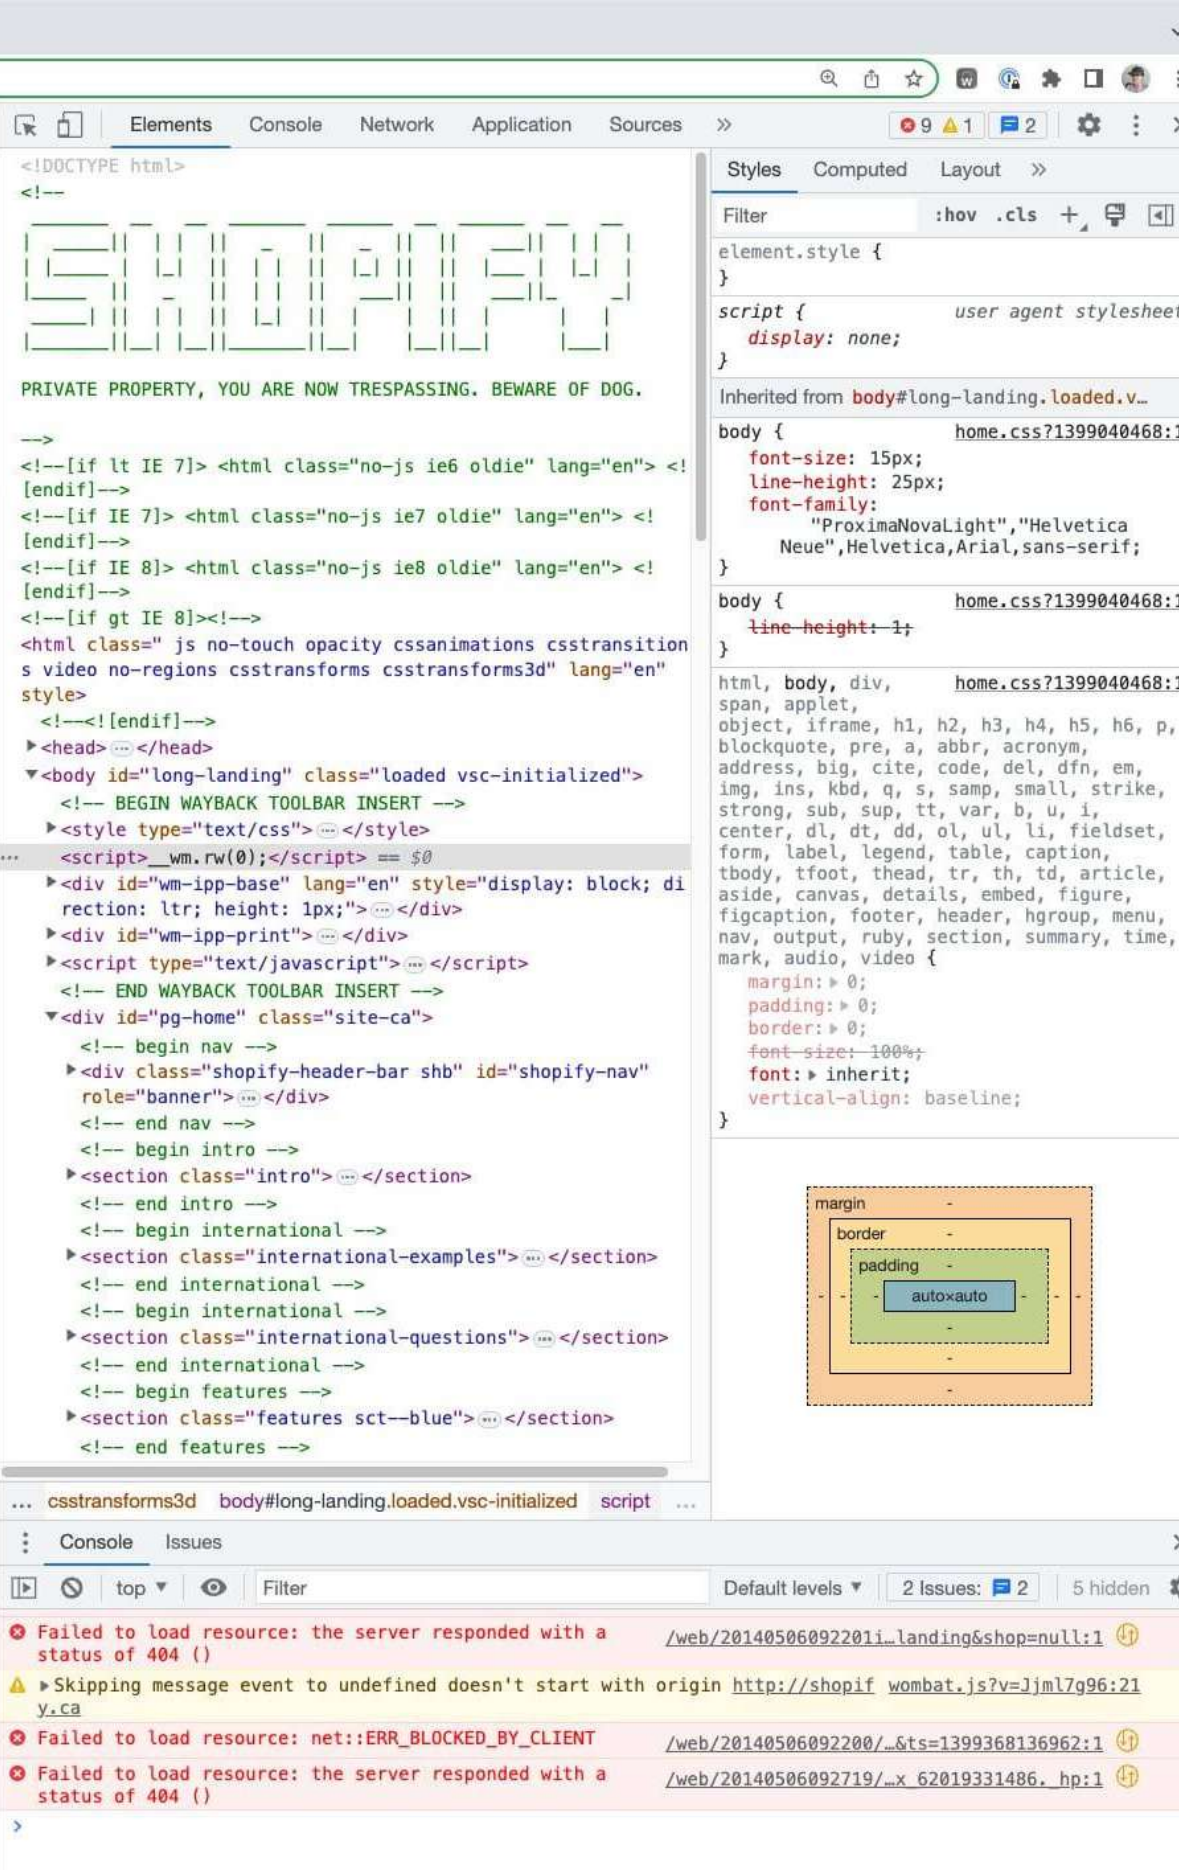 Elements Console Network Application Sources »
9 1 2
<!DOCTYPE html>
<!--
SHOPIFY
PRIVATE PROPERTY, YOU ARE NOW TRESPASSING. BEWARE OF DOG.
-->
<!--[if lt IE 7]> <html class="no-js ie6 oldie" lang="en"> <!
[endif]-->
<!--[if IE 7]> <html class="no-js ie7 oldie" lang="en"> <!
[endif]-->
<!--[if IE 8]> <html class="no-js ie8 oldie" lang="en"> <!
[endif]-->
<!--[if gt IE 8]><!-->
<html class=" js no-touch opacity cssanimations csstransition
s video no-regions csstransforms csstransforms3d" lang="en"
style>
<!--<![endif]-->
<head>…</head>
<body id="long-landing" class="loaded vsc-initialized">
<!-- BEGIN WAYBACK TOOLBAR INSERT -->
<style type="text/css">…</style>
… <script>__wm.rw(0);</script> == $0
<div id="wm-ipp-base" lang="en" style="display: block; di
rection: ltr; height: 1px;">…</div>
<div id="wm-ipp-print">…</div>
<script type="text/javascript">…</script>
<!-- END WAYBACK TOOLBAR INSERT -->
<div id="pg-home" class="site-ca">
<!-- begin nav -->
<div class="shopify-header-bar shb" id="shopify-nav"
role="banner">…</div>
<!-- end nav -->
<!-- begin intro -->
<section class="intro">…</section>
<!-- end intro -->
<!-- begin international -->
<section class="international-examples">…</section>
<!-- end international -->
<!-- begin international -->
<section class="international-questions">…</section>
<!-- end international -->
<!-- begin features -->
<section class="features sct--blue">…</section>
<!-- end features -->
... csstransforms3d body#long-landing.loaded.vsc-initialized script ...
Styles Computed Layout »
Filter :hov .cls +
element.style {
}
script { user agent stylesheet
display: none;
}
Inherited from body#long-landing.loaded.v…
body { home.css?1399040468:1
font-size: 15px;
line-height: 25px;
font-family:
"ProximaNovaLight","Helvetica
Neue",Helvetica,Arial,sans-serif;
}
body { home.css?1399040468:1
line-height: 1;
}
html, body, div, home.css?1399040468:1
span, applet,
object, iframe, h1, h2, h3, h4, h5, h6, p,
blockquote, pre, a, abbr, acronym,
address, big, cite, code, del, dfn, em,
img, ins, kbd, q, s, samp, small, strike,
strong, sub, sup, tt, var, b, u, i,
center, dl, dt, dd, ol, ul, li, fieldset,
form, label, legend, table, caption,
tbody, tfoot, thead, tr, th, td, article,
aside, canvas, details, embed, figure,
figcaption, footer, header, hgroup, menu,
nav, output, ruby, section, summary, time,
mark, audio, video {
margin: 0;
padding: 0;
border: 0;
font-size: 100%;
font: inherit;
vertical-align: baseline;
}
margin -
border -
padding -
- - - auto×auto - - -
-
-
-
Console Issues
top Filter Default levels 2 Issues: 2 5 hidden
Failed to load resource: the server responded with a /web/20140506092201i…landing&shop=null:1
status of 404 ()
Skipping message event to undefined doesn't start with origin http://shopif wombat.js?v=Jjml7g96:21
y.ca
Failed to load resource: net::ERR_BLOCKED_BY_CLIENT /web/20140506092200/…&ts=1399368136962:1
Failed to load resource: the server responded with a /web/20140506092719/…x_62019331486._hp:1
status of 404 ()
>